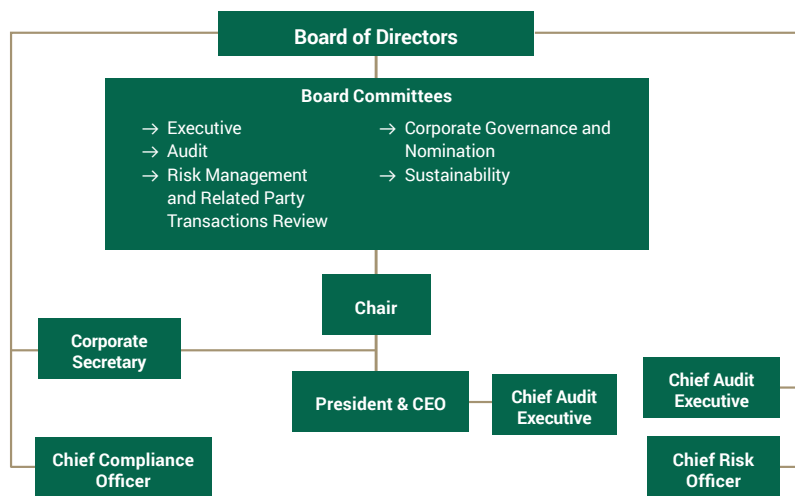 Board of Directors
Board Committees
→ Executive
→ Audit
→ Risk Management
and Related Party
Transactions Review
→ Corporate Governance and
Nomination
→ Sustainability
Chair
Corporate
Secretary
President & CEO
Chief Audit
Executive
Chief Audit
Executive
Chief Compliance
Officer
Chief Risk
Officer